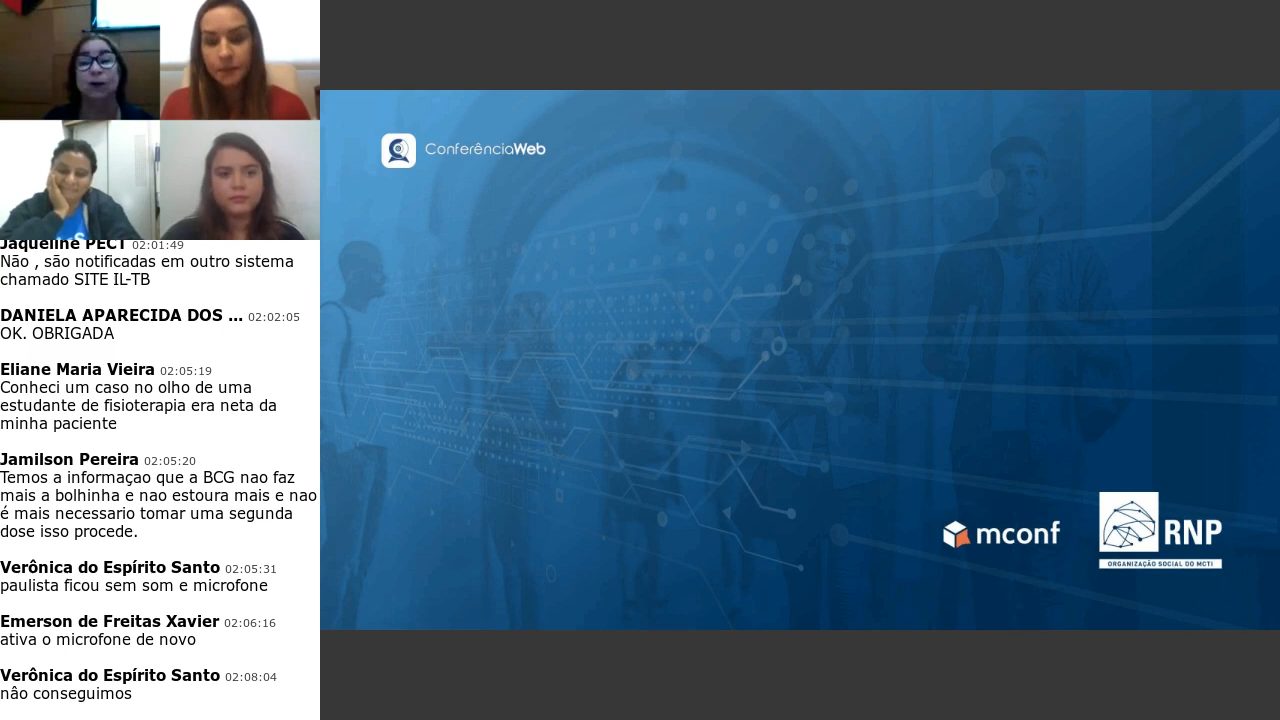 Jaqueline PECT 02:01:49
Não , são notificadas em outro sistema
chamado SITE IL-TB
DANIELA APARECIDA DOS ... 02:02:05
OK. OBRIGADA
Eliane Maria Vieira 02:05:19
Conheci um caso no olho de uma
estudante de fisioterapia era neta da
minha paciente
Jamilson Pereira 02:05:20
Temos a informaçao que a BCG nao faz
mais a bolhinha e nao estoura mais e nao
é mais necessario tomar uma segunda
dose isso procede.
Verônica do Espírito Santo 02:05:31
paulista ficou sem som e microfone
Emerson de Freitas Xavier 02:06:16
ativa o microfone de novo
Verônica do Espírito Santo 02:08:04
nâo conseguimos
ConferênciaWeb
mconf
RNP
ORGANIZAÇÃO SOCIAL DO MCTI